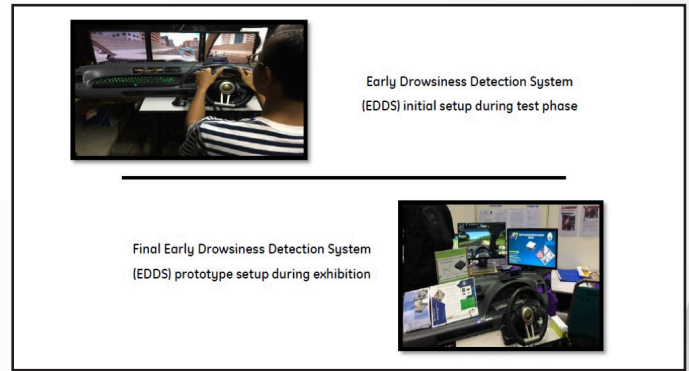 Early Drowsiness Detection System
(EDDS) initial setup during test phase
Final Early Drowsiness Detection System
(EDDS) prototype setup during exhibition